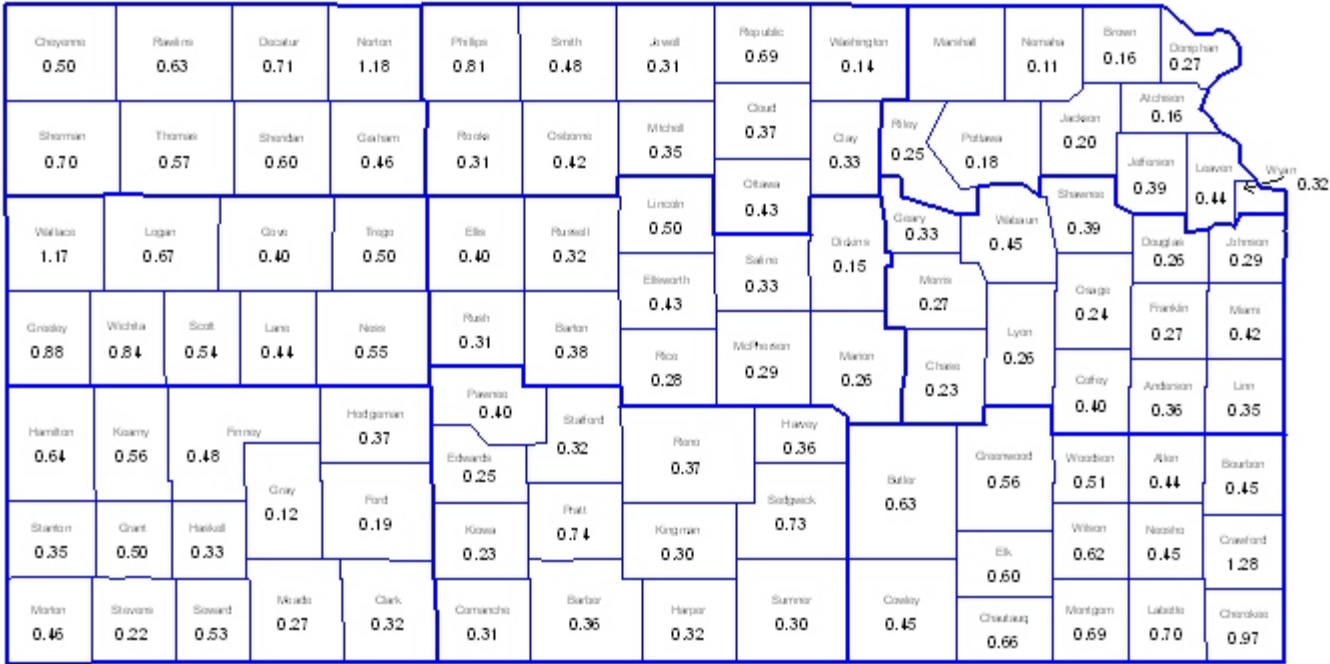 Cheyenne
0.50
Rawlins
0.63
Decatur
0.71
Norton
1.18
Phillips
0.81
Smith
0.48
Jewell
0.31
Republic
0.69
Washington
0.14
Marshall
Nemaha
0.11
Brown
0.16
Doniphan
0.27
Sherman
0.70
Thomas
0.57
Sheridan
0.60
Graham
0.46
Rooks
0.31
Osborne
0.42
Mitchell
0.35
Cloud
0.37
Clay
0.33
Riley
0.25
Pottawa
0.18
Jackson
0.20
Atchison
0.16
Jefferson
0.39
Leaven
0.44
Wyan
0.32
Ottawa
0.43
Wallace
1.17
Logan
0.67
Gove
0.40
Trego
0.50
Ellis
0.40
Russell
0.32
Lincoln
0.50
Saline
0.33
Dickins
0.15
Geary
0.33
Wabaun
0.45
Shawnee
0.39
Douglas
0.26
Johnson
0.29
Ellsworth
0.43
Morris
0.27
Osage
0.24
Franklin
0.27
Miami
0.42
Greeley
0.88
Wichita
0.84
Scott
0.54
Lane
0.44
Ness
0.55
Rush
0.31
Barton
0.38
Rice
0.28
McPherson
0.29
Marion
0.26
Chase
0.23
Lyon
0.26
Coffey
0.40
Anderson
0.36
Linn
0.35
Hamilton
0.64
Kearny
0.56
Finney
0.48
Hodgeman
0.37
Pawnee
0.40
Stafford
0.32
Edwards
0.25
Reno
0.37
Harvey
0.36
Butler
0.63
Greenwood
0.56
Woodson
0.51
Allen
0.44
Bourbon
0.45
Gray
0.12
Ford
0.19
Sedgwick
0.73
Stanton
0.35
Grant
0.50
Haskell
0.33
Kiowa
0.23
Pratt
0.74
Kingman
0.30
Elk
0.60
Wilson
0.62
Neosho
0.45
Crawford
1.28
Morton
0.46
Stevens
0.22
Seward
0.53
Meade
0.27
Clark
0.32
Comanche
0.31
Barber
0.36
Harper
0.32
Sumner
0.30
Cowley
0.45
Chautauq
0.66
Montgom
0.69
Labette
0.70
Cherokee
0.97